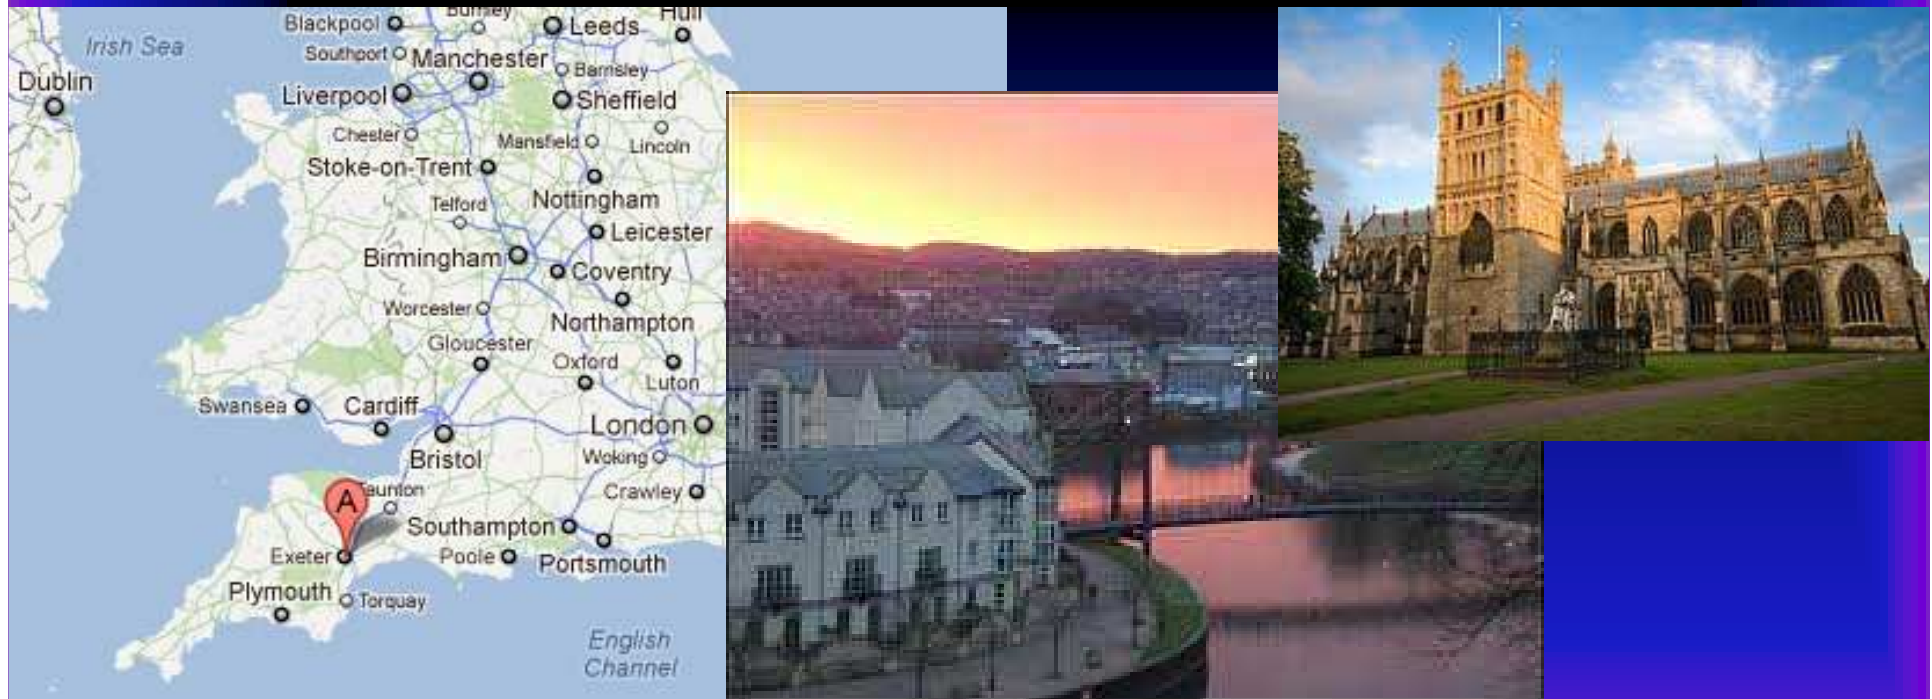 Blackpool
Burnley
Leeds
Hull
Irish Sea
Southport
Manchester
Barnsley
Dublin
Liverpool
Sheffield
Chester
Mansfield
Lincoln
Stoke-on-Trent
Nottingham
Telford
Leicester
Birmingham
Coventry
Worcester
Northampton
Gloucester
Oxford
Luton
Swansea
Cardiff
London
Bristol
Woking
A
Taunton
Crawley
Southampton
Exeter
Poole
Portsmouth
Plymouth
Torquay
English
Channel